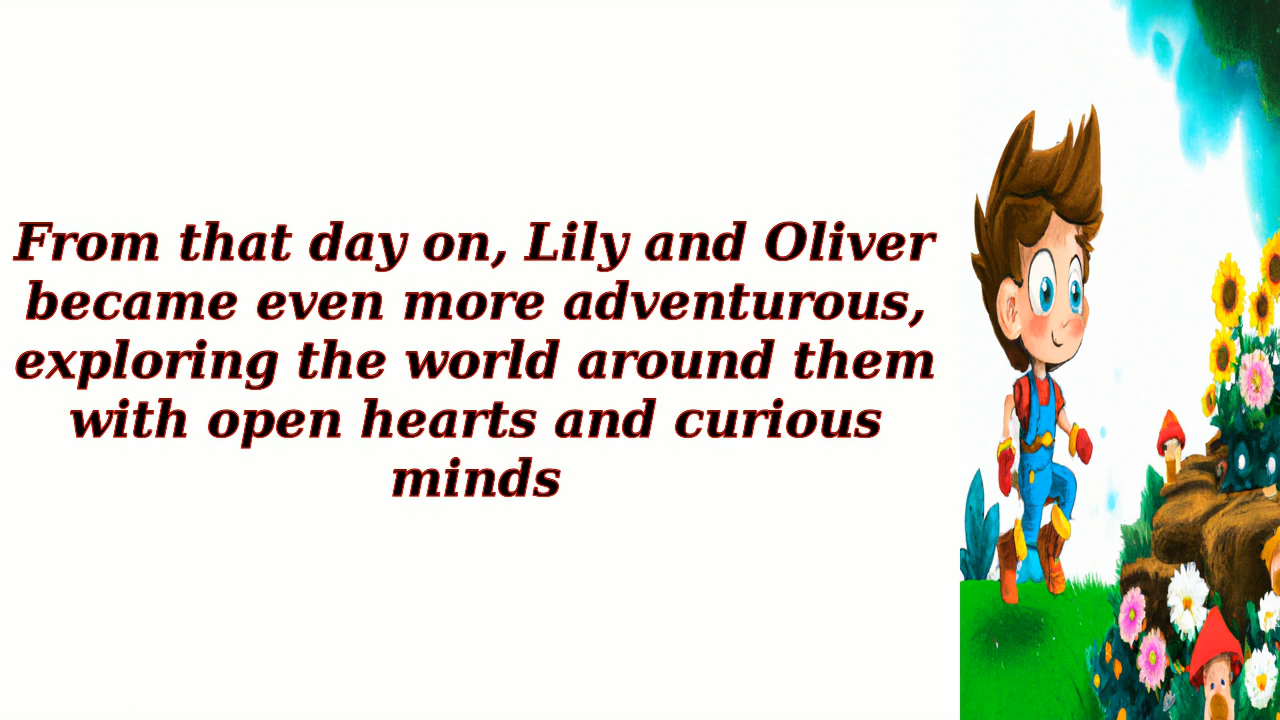 From that day on, Lily and Oliver
became even more adventurous,
exploring the world around them
with open hearts and curious
minds